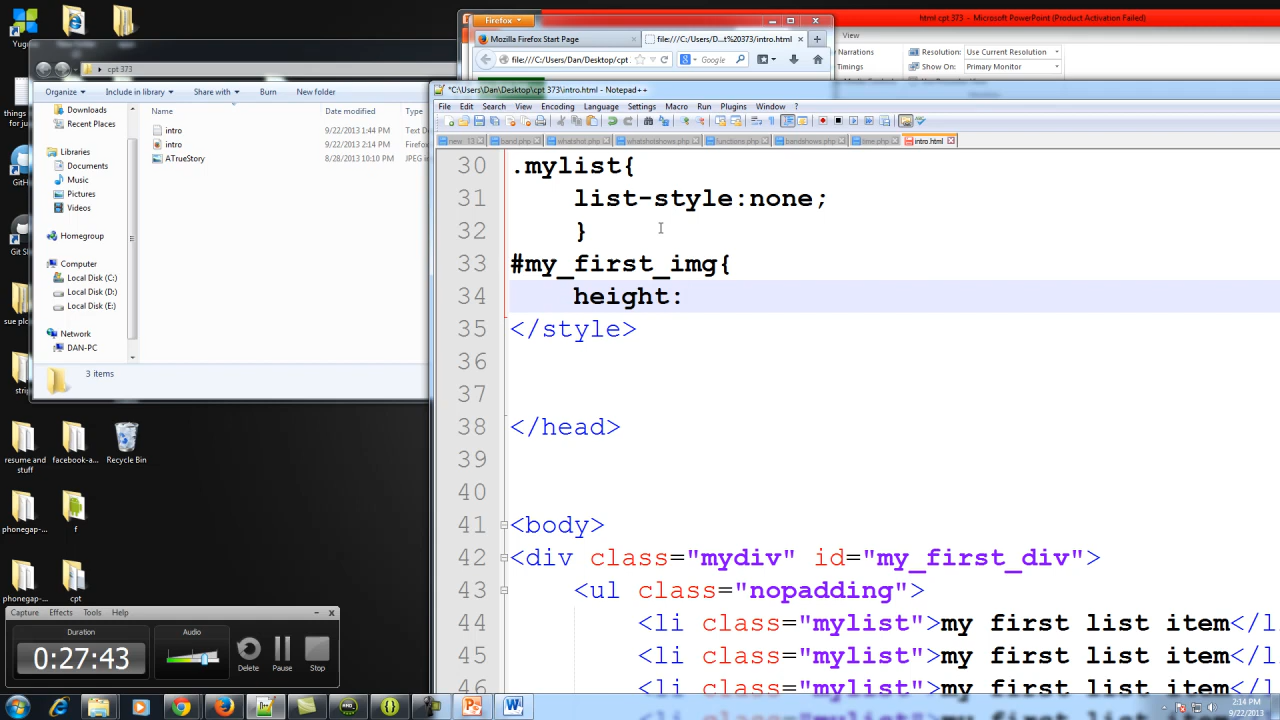 Firefox
html cpt 373 - Microsoft PowerPoint (Product Activation Failed)
Mozilla Firefox Start Page
file:///C:/Users/D...t%20373/intro.html
View
cpt 373
file:///C:/Users/Dan/Desktop/cpt
Google
Narrations
Resolution:
Use Current Resolution
Timings
Show On:
Primary Monitor
Organize
Include in library
Share with
Burn
New folder
*C:\Users\Dan\Desktop\cpt 373\intro.html - Notepad++
File Edit Search View Encoding Language Settings Macro Run Plugins Window ?
Downloads
Recent Places
Libraries
Documents
Music
Pictures
Videos
Homegroup
Computer
Local Disk (C:)
Local Disk (D:)
Local Disk (E:)
Network
DAN-PC
Name
Date modified
Type
intro
9/22/2013 1:44 PM
Text D
intro
9/22/2013 2:14 PM
Firefox
ATrueStory
8/28/2013 10:10 PM
JPEG i
3 items
new 13
band.php
whatshot.php
whatshotshows.php
functions.php
bandshows.php
time.php
intro.html
30 .mylist{
31 list-style:none;
32 }
33 #my_first_img{
34 height:
35 </style>
36
37
38 </head>
39
40
41 <body>
42 <div class="mydiv" id="my_first_div">
43 <ul class="nopadding">
44 <li class="mylist">my first list item</l
45 <li class="mylist">my first list item</l
46 <li class="mylist">my first list item</l
Yugo
things
for
GitH
Git S
sue pl
strip
resume and
stuff
facebook-a...
Recycle Bin
phonegap-...
f
phonegap-...
cpt
Capture Effects Tools Help
Duration
0:27:43
Audio
Delete
Pause
Stop
2:14 PM
9/22/2013